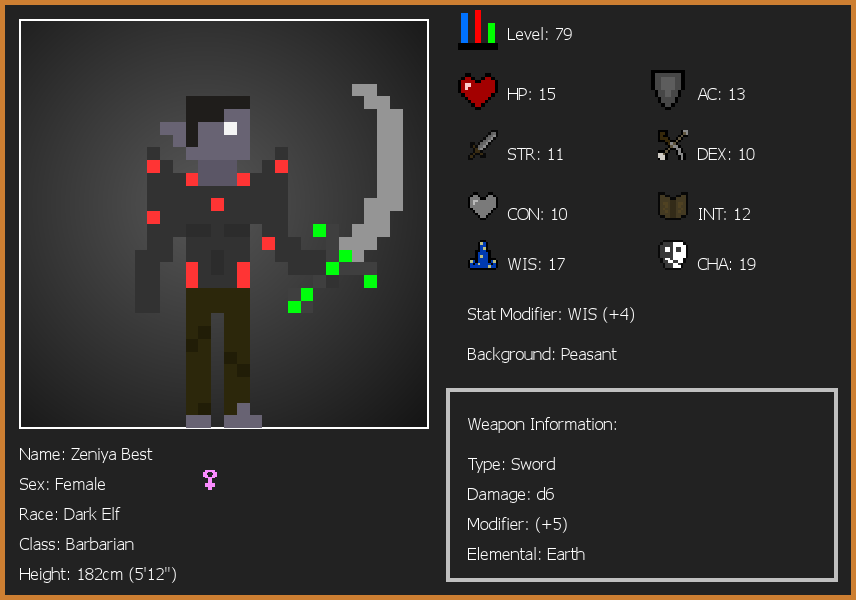 Level: 79
HP: 15
AC: 13
STR: 11
DEX: 10
CON: 10
INT: 12
WIS: 17
CHA: 19
Stat Modifier: WIS (+4)
Background: Peasant
Weapon Information:
Type: Sword
Damage: d6
Modifier: (+5)
Elemental: Earth
Name: Zeniya Best
Sex: Female
Race: Dark Elf
Class: Barbarian
Height: 182cm (5'12")